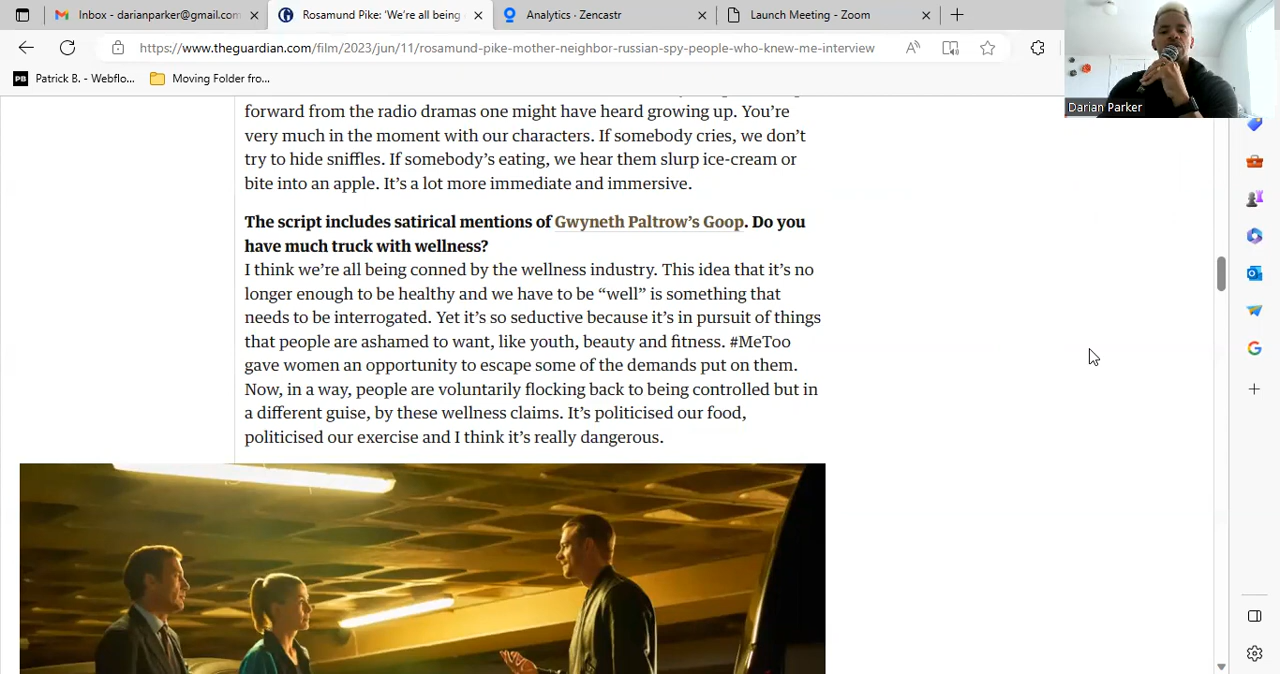 Inbox - darianparker@gmail.com
Rosamund Pike: 'We're all being
Analytics · Zencastr
Launch Meeting - Zoom
https://www.theguardian.com/film/2023/jun/11/rosamund-pike-mother-neighbor-russian-spy-people-who-knew-me-interview
PB Patrick B. - Webflo...
Moving Folder fro...
Darian Parker
forward from the radio dramas one might have heard growing up. You're
very much in the moment with our characters. If somebody cries, we don't
try to hide sniffles. If somebody's eating, we hear them slurp ice-cream or
bite into an apple. It's a lot more immediate and immersive.
The script includes satirical mentions of Gwyneth Paltrow's Goop. Do you
have much truck with wellness?
I think we're all being conned by the wellness industry. This idea that it's no
longer enough to be healthy and we have to be “well” is something that
needs to be interrogated. Yet it's so seductive because it's in pursuit of things
that people are ashamed to want, like youth, beauty and fitness. #MeToo
gave women an opportunity to escape some of the demands put on them.
Now, in a way, people are voluntarily flocking back to being controlled but in
a different guise, by these wellness claims. It's politicised our food,
politicised our exercise and I think it's really dangerous.